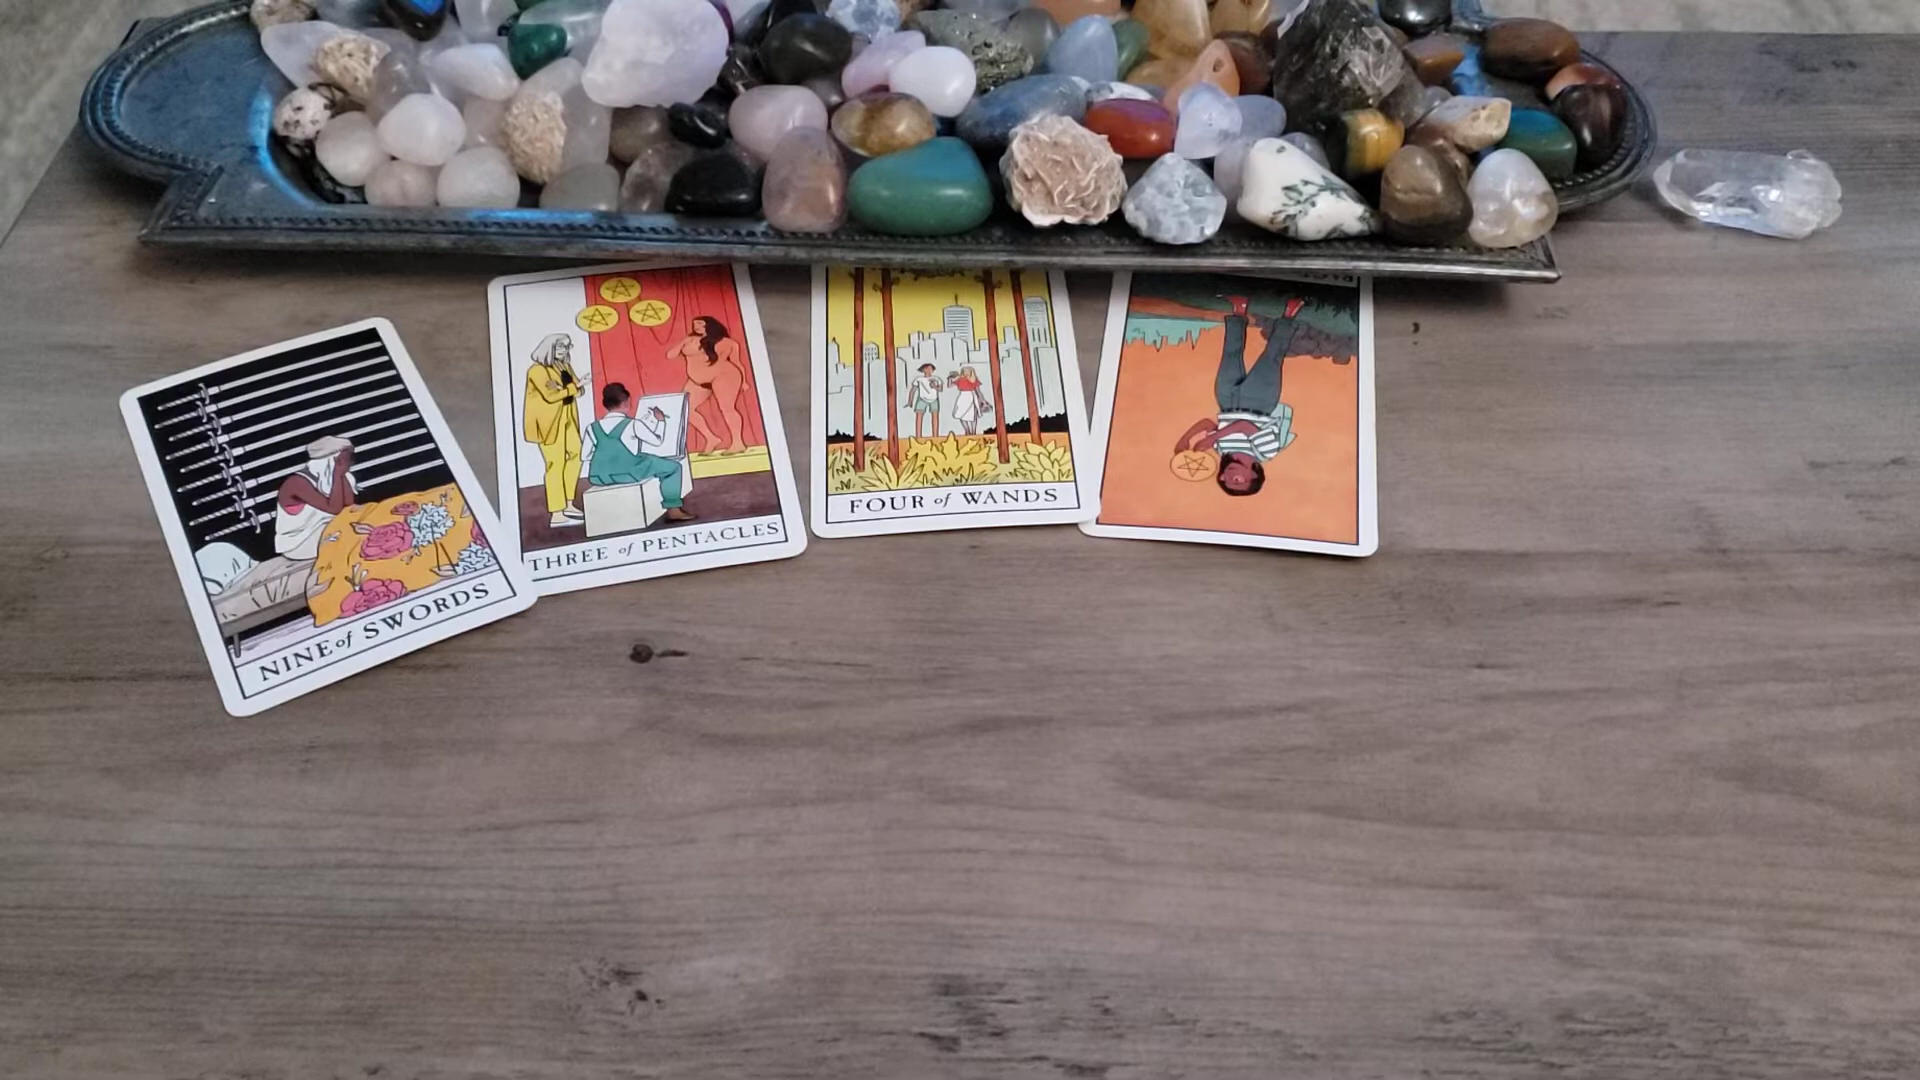 NINE of SWORDS
THREE of PENTACLES
FOUR of WANDS